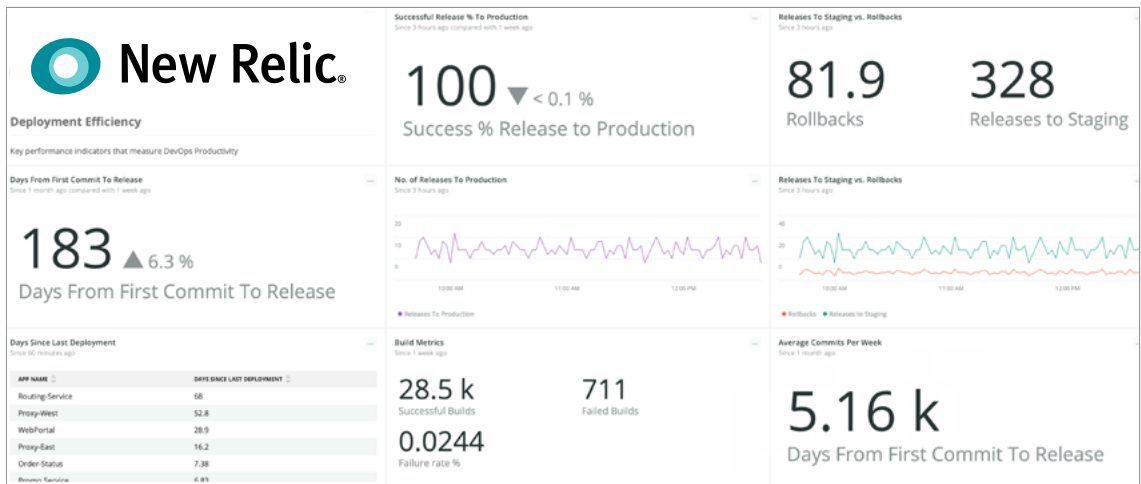 New Relic®
Deployment Efficiency
Key performance indicators that measure DevOps Productivity
Successful Release % To Production
Since 3 hours ago compared with 1 week ago
100 ▼ < 0.1 %
Success % Release to Production
Releases To Staging vs. Rollbacks
Since 3 hours ago
81.9
Rollbacks
328
Releases to Staging
Days From First Commit To Release
Since 1 month ago compared with 1 week ago
183 ▲ 6.3 %
Days From First Commit To Release
No. of Releases To Production
Since 3 hours ago
20
10
0
10:00 AM
11:00 AM
12:00 PM
Releases To Production
Releases To Staging vs. Rollbacks
Since 3 hours ago
40
20
0
10:00 AM
11:00 AM
12:00 PM
Rollbacks
Releases to Staging
Days Since Last Deployment
Since 60 minutes ago
APP NAME DAYS SINCE LAST DEPLOYMENT
Routing-Service 68
Proxy-West 52.8
WebPortal 28.9
Proxy-East 16.2
Order-Status 7.38
Promo Service 6.83
Build Metrics
Since 1 week ago
28.5 k
Successful Builds
711
Failed Builds
0.0244
Failure rate %
Average Commits Per Week
Since 1 month ago
5.16 k
Days From First Commit To Release